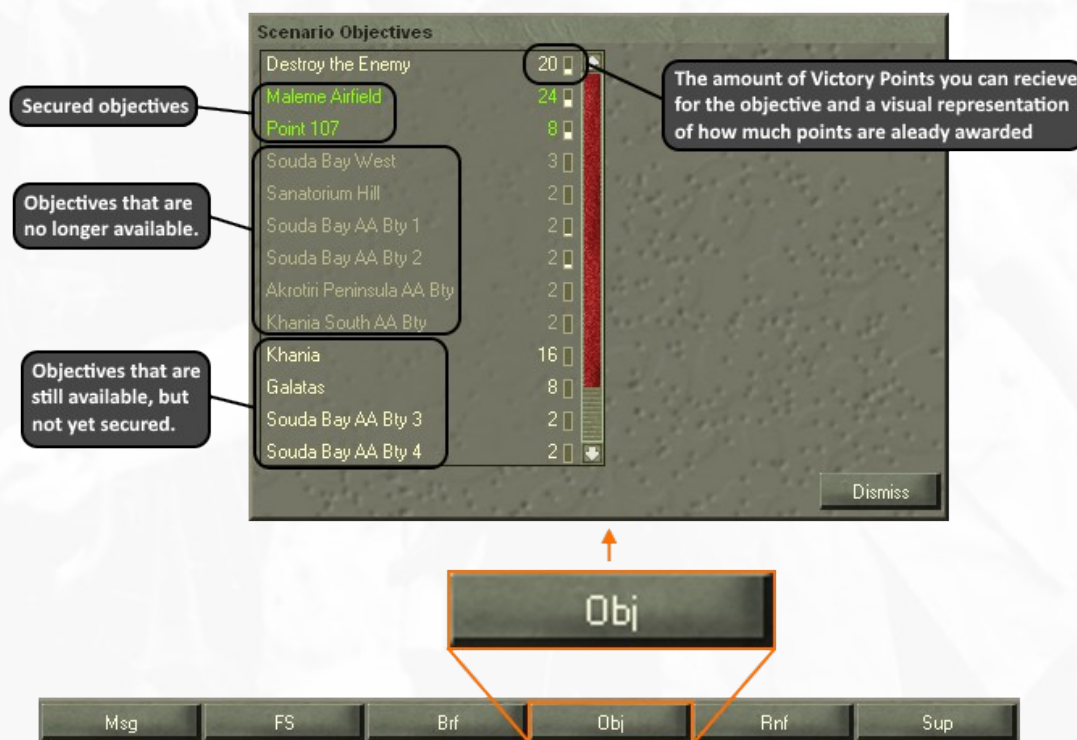 Scenario Objectives
Destroy the Enemy 20
Maleme Airfield 24
Point 107 8
Souda Bay West 3
Sanatorium Hill 2
Souda Bay AA Bty 1 2
Souda Bay AA Bty 2 2
Akrotiri Peninsula AA Bty 2
Khania South AA Bty 2
Khania 16
Galatas 8
Souda Bay AA Bty 3 2
Souda Bay AA Bty 4 2
Dismiss
Secured objectives
Objectives that are
no longer available.
Objectives that are
still available, but
not yet secured.
The amount of Victory Points you can recieve
for the objective and a visual representation
of how much points are aleady awarded
Obj
Msg FS Brf Obj Rnf Sup